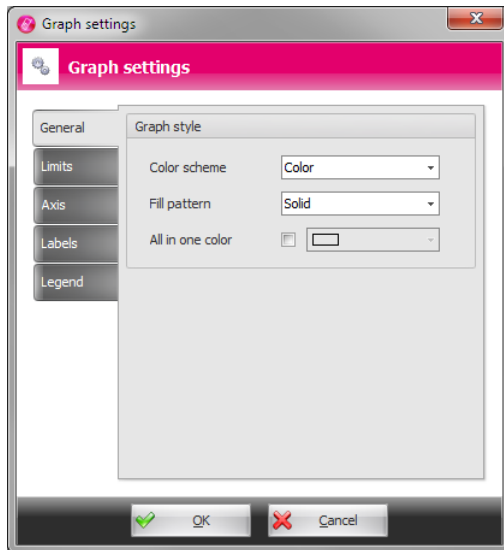 Graph settings
Graph settings
General
Limits
Axis
Labels
Legend
Graph style
Color scheme Color
Fill pattern Solid
All in one color
OK Cancel